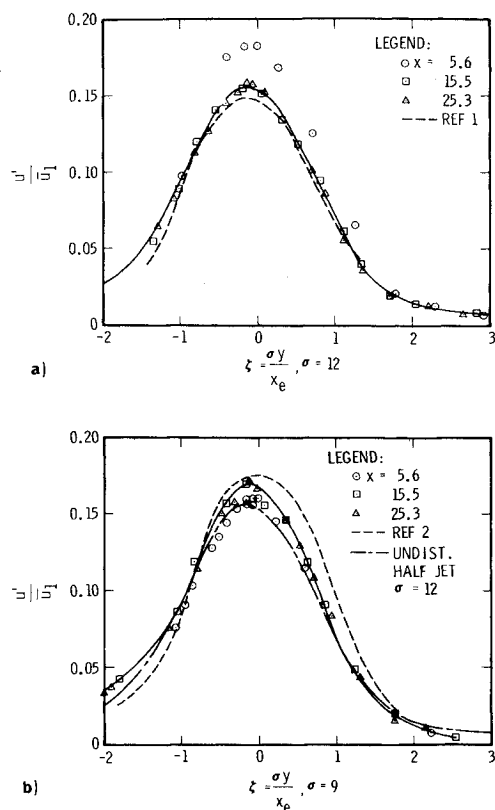 0.20
0.15
0.10
0.05
0
u'
ū₁
LEGEND:
○ x = 5.6
□ 15.5
△ 25.3
--- REF 1
-2 -1 0 1 2 3
ζ = σy / xₑ , σ = 12
a)
0.20
0.15
0.10
0.05
0
u'
ū₁
LEGEND:
○ x = 5.6
□ 15.5
△ 25.3
--- REF 2
—-— UNDIST.
HALF JET
σ = 12
-2 -1 0 1 2 3
ζ = σy / xₑ , σ = 9
b)